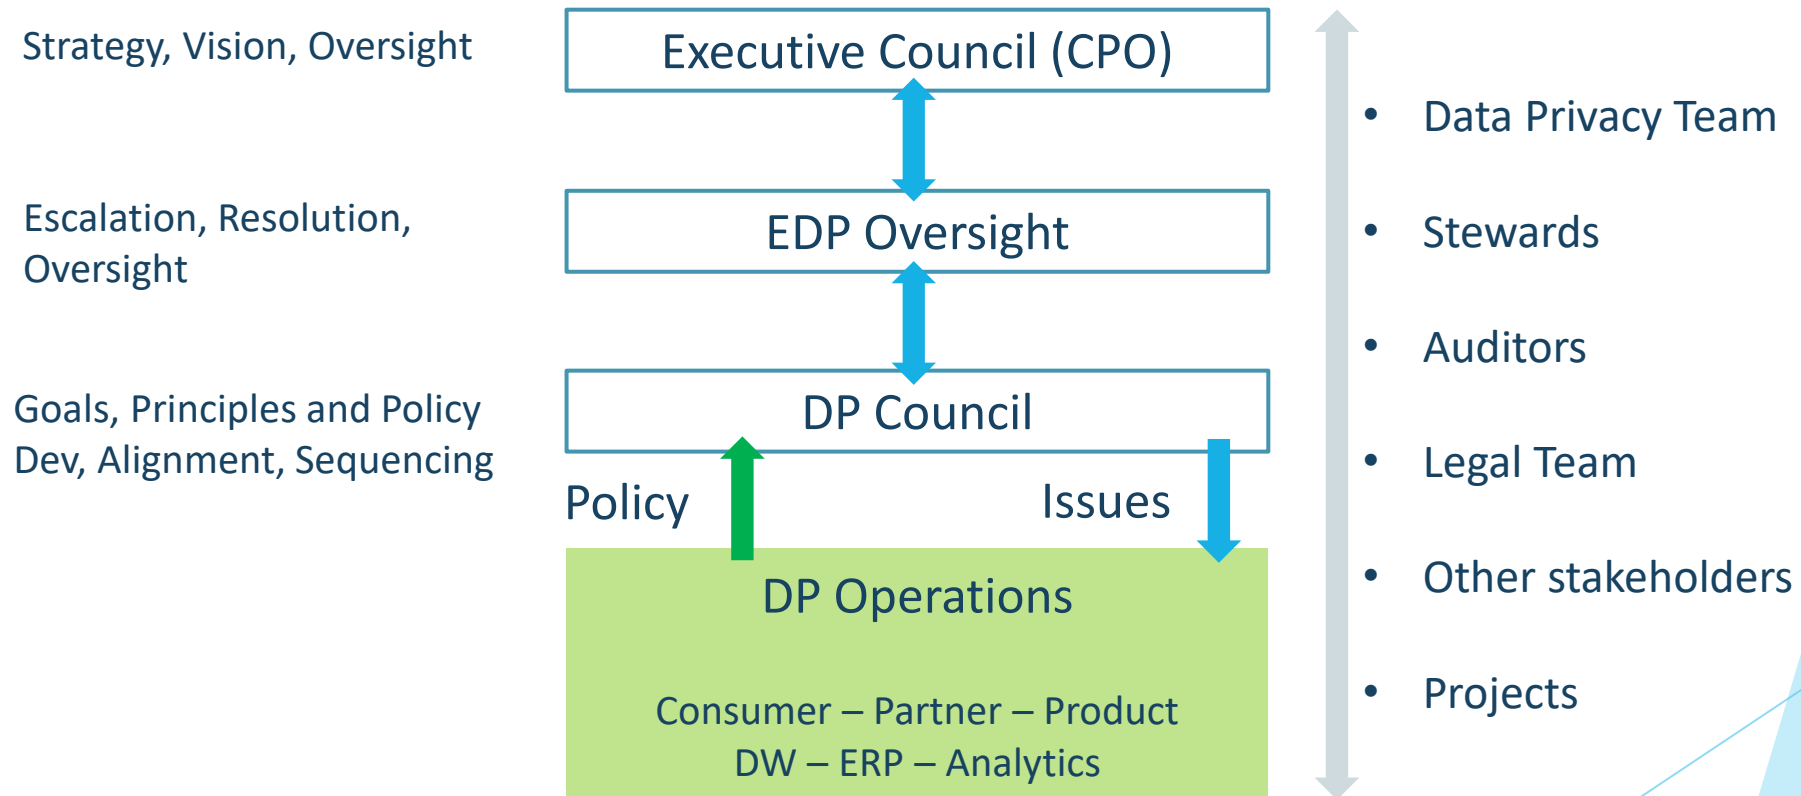 Strategy, Vision, Oversight
Executive Council (CPO)
Escalation, Resolution,
Oversight
EDP Oversight
Goals, Principles and Policy
Dev, Alignment, Sequencing
DP Council
Policy
Issues
DP Operations
Consumer – Partner – Product
DW – ERP – Analytics
• Data Privacy Team
• Stewards
• Auditors
• Legal Team
• Other stakeholders
• Projects